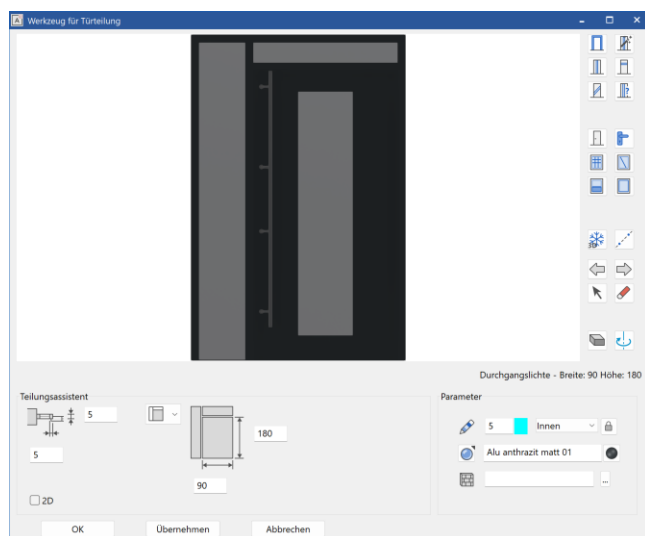 Werkzeug für Türteilung
Durchgangslichte - Breite: 90 Höhe: 180
Teilungsassistent
5
5
180
90
2D
Parameter
5
Innen
Alu anthrazit matt 01
...
OK
Übernehmen
Abbrechen